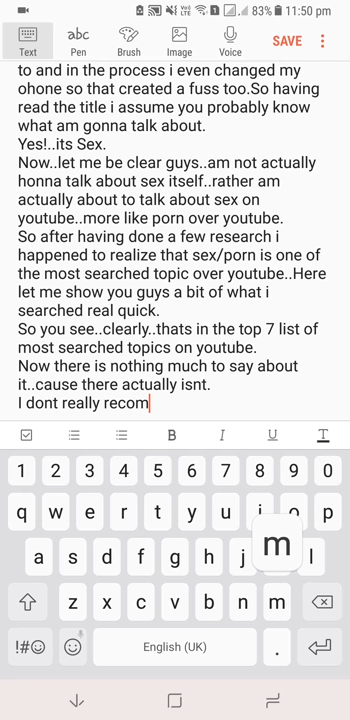 83% 11:50 pm
Text
abc
Pen
Brush
Image
Voice
SAVE
to and in the process i even changed my
ohone so that created a fuss too.So having
read the title i assume you probably know
what am gonna talk about.
Yes!..its Sex.
Now..let me be clear guys..am not actually
honna talk about sex itself..rather am
actually about to talk about sex on
youtube..more like porn over youtube.
So after having done a few research i
happened to realize that sex/porn is one of
the most searched topic over youtube..Here
let me show you guys a bit of what i
searched real quick.
So you see..clearly..thats in the top 7 list of
most searched topics on youtube.
Now there is nothing much to say about
it..cause there actually isnt.
I dont really recom
B I U T
1 2 3 4 5 6 7 8 9 0
q w e r t y u i o p
a s d f g h j m l
z x c v b n m
!#☺ English (UK) .